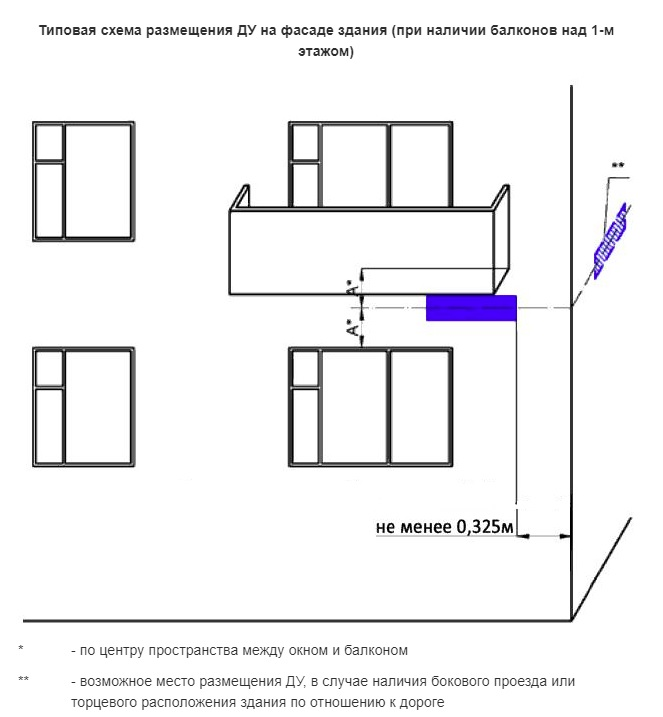 Типовая схема размещения ДУ на фасаде здания (при наличии балконов над 1-м
этажом)
**
А*
А*
не менее 0,325м
* - по центру пространства между окном и балконом
** - возможное место размещения ДУ, в случае наличия бокового проезда или
торцевого расположения здания по отношению к дороге